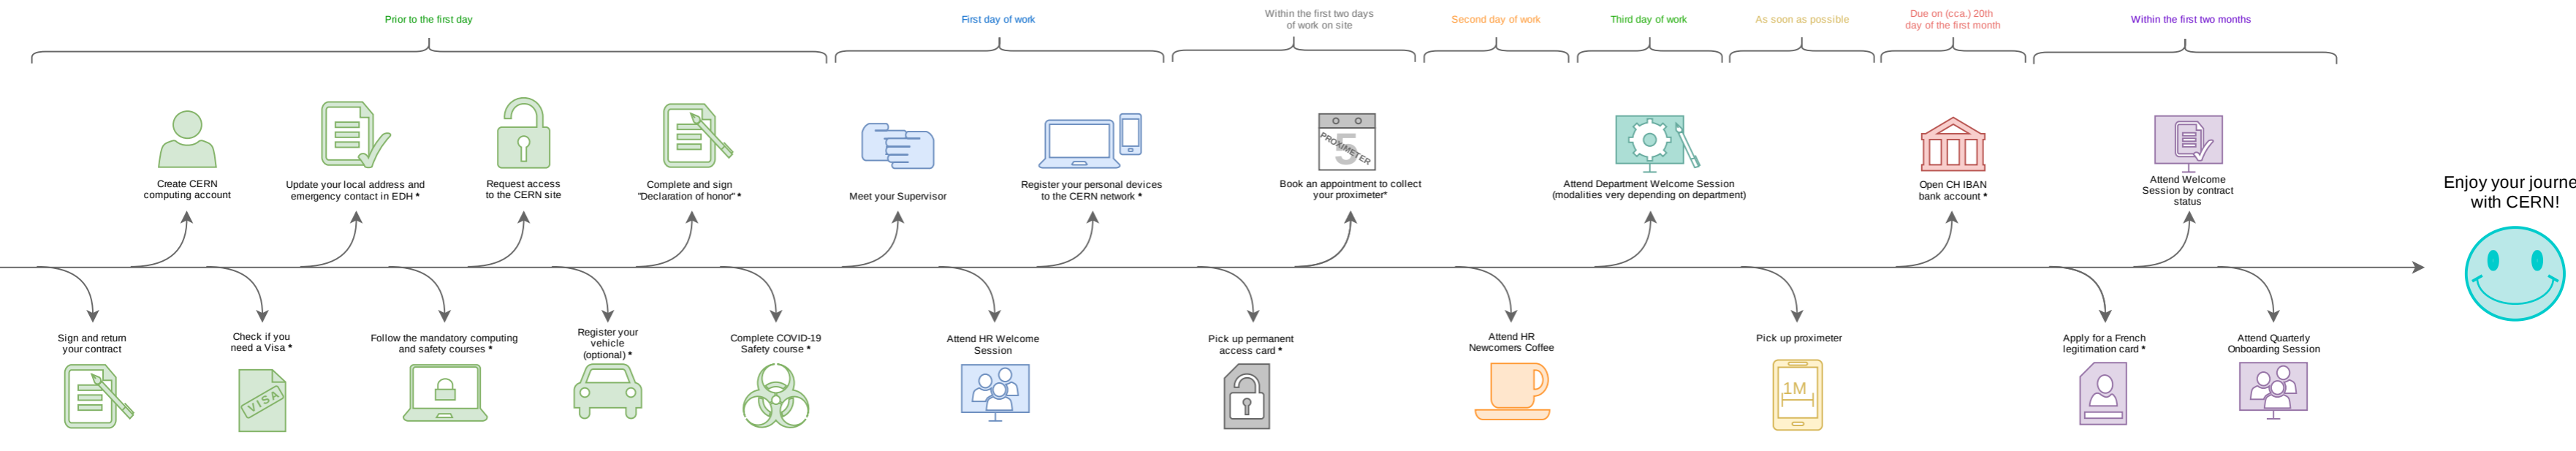 Prior to the first day
First day of work
Within the first two days
of work on site
Second day of work
Third day of work
As soon as possible
Due on (cca.) 20th
day of the first month
Within the first two months
Create CERN
computing account
Update your local address and
emergency contact in EDH *
Request access
to the CERN site
Complete and sign
"Declaration of honor" *
Meet your Supervisor
Register your personal devices
to the CERN network *
5
PROXIMETER
Book an appointment to collect
your proximeter*
Attend Department Welcome Session
(modalities very depending on department)
Open CH IBAN
bank account *
Attend Welcome
Session by contract
status
Enjoy your journe
with CERN!
Sign and return
your contract
Check if you
need a Visa *
VISA
Follow the mandatory computing
and safety courses *
Register your
vehicle
(optional) *
Complete COVID-19
Safety course *
Attend HR Welcome
Session
Pick up permanent
access card *
Attend HR
Newcomers Coffee
Pick up proximeter
1M
Apply for a French
legitimation card *
Attend Quarterly
Onboarding Session